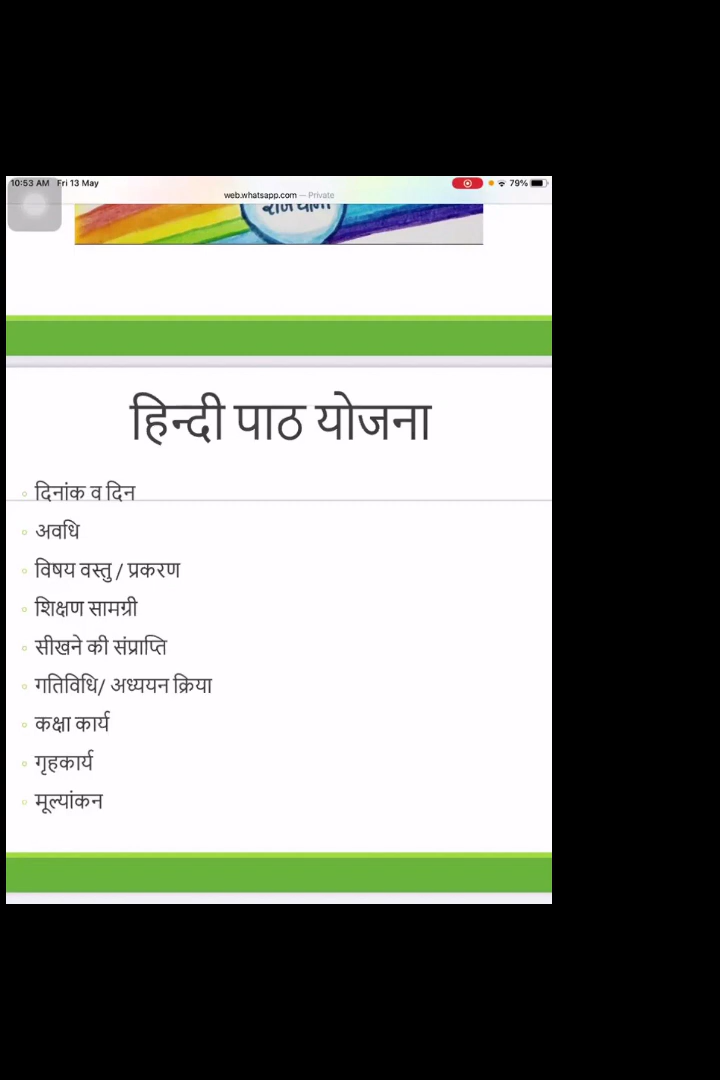 10:53 AM Fri 13 May
79%
web.whatsapp.com — Private
हिन्दी पाठ योजना
दिनांक व दिन
अवधि
विषय वस्तु / प्रकरण
शिक्षण सामग्री
सीखने की संप्राप्ति
गतिविधि/ अध्ययन क्रिया
कक्षा कार्य
गृहकार्य
मूल्यांकन